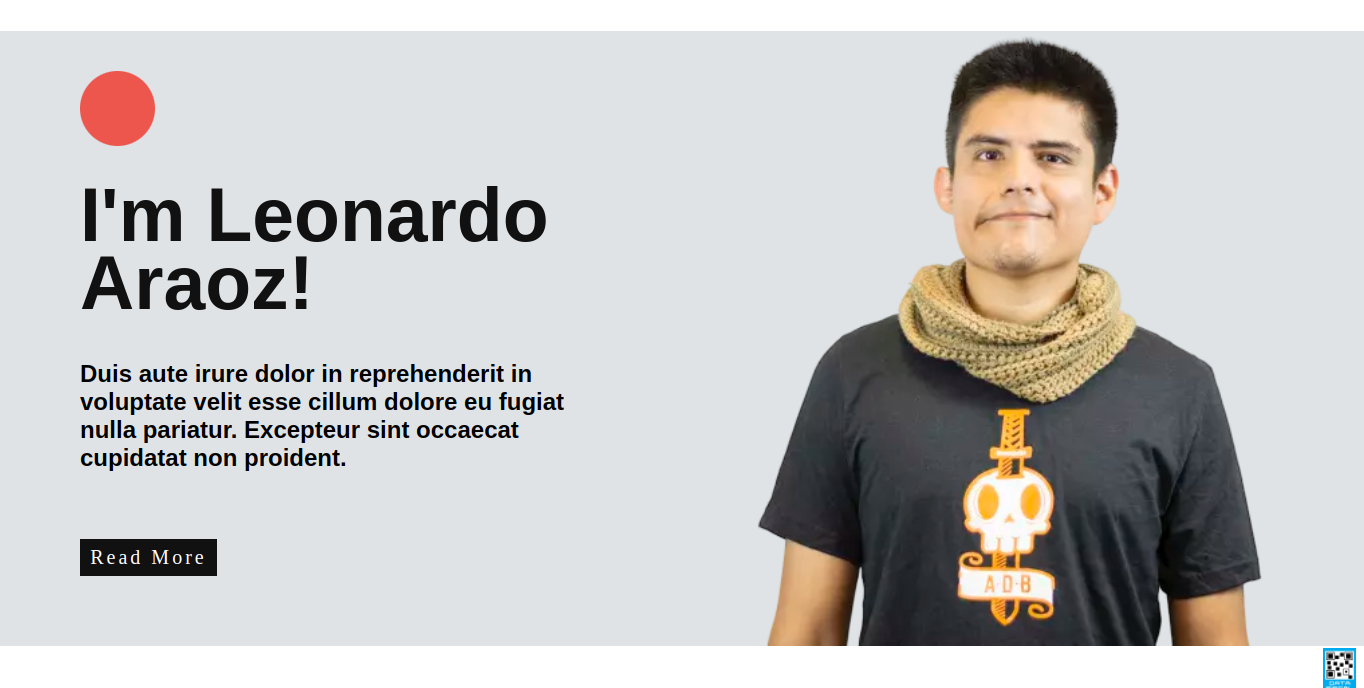 I'm Leonardo
Araoz!
Duis aute irure dolor in reprehenderit in
voluptate velit esse cillum dolore eu fugiat
nulla pariatur. Excepteur sint occaecat
cupidatat non proident.
Read More
A·D·B
DATA